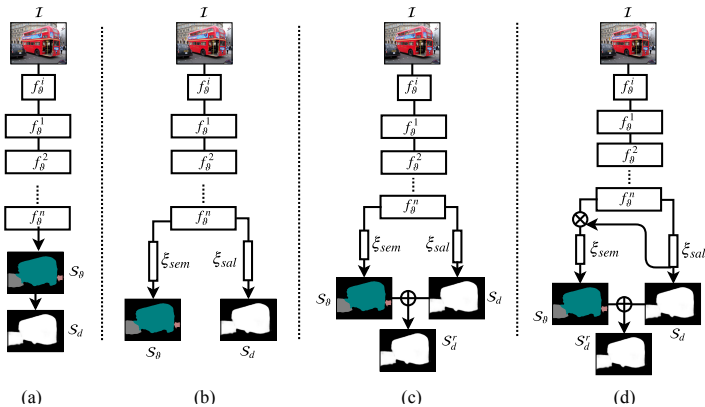 I I I I
f_ϑ^i f_ϑ^i f_ϑ^i f_ϑ^i
f_ϑ^1 f_ϑ^1 f_ϑ^1 f_ϑ^1
f_ϑ^2 f_ϑ^2 f_ϑ^2 f_ϑ^2
f_ϑ^n f_ϑ^n f_ϑ^n f_ϑ^n
ξ_sem ξ_sal ξ_sem ξ_sal ξ_sem ξ_sal
S_ϑ S_ϑ S_d S_ϑ S_d
S_d S_d^r S_d^r S_d
S_ϑ S_d
(a) (b) (c) (d)